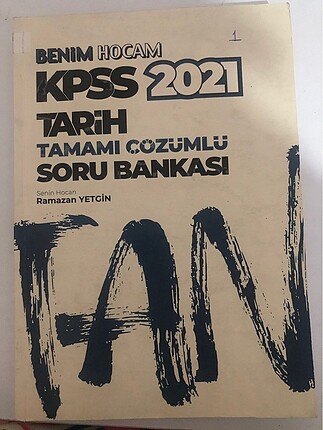 1
BENİM HOCAM
KPSS 2021
TARİH
TAMAMI ÇÖZÜMLÜ
SORU BANKASI
Senin Hocan
Ramazan YETGİN
TAN